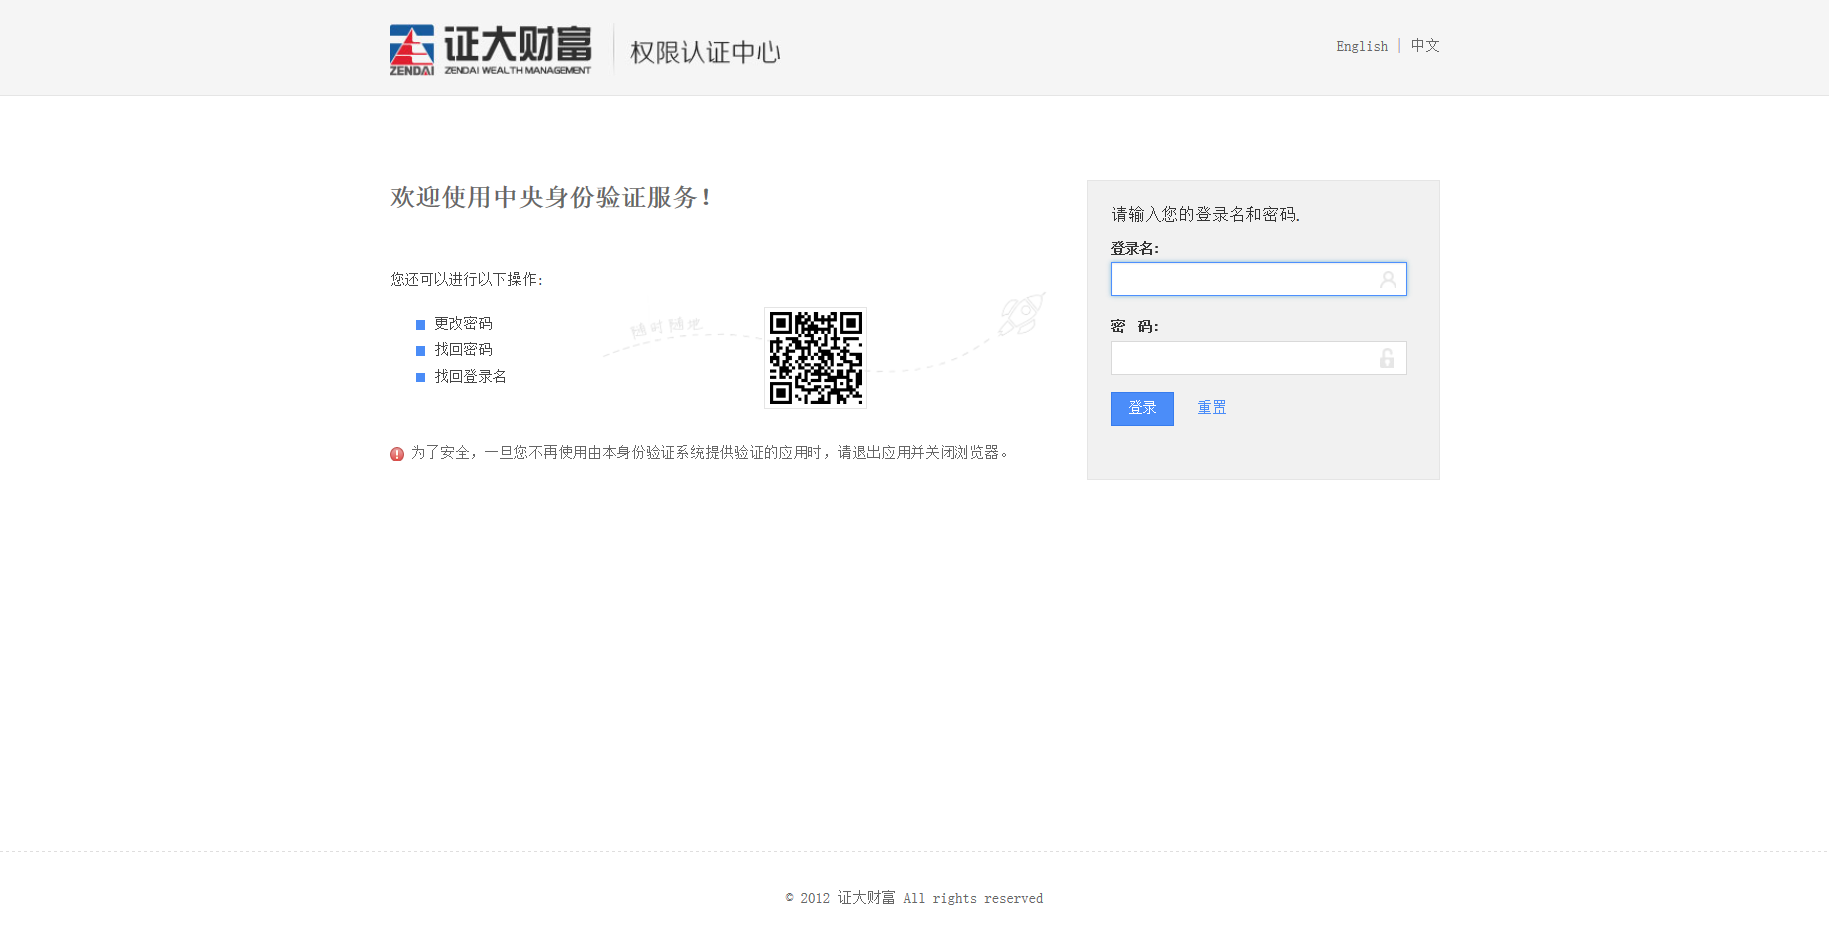 ZENDAI
证大财富
ZENDAI WEALTH MANAGEMENT
权限认证中心
English | 中文
欢迎使用中央身份验证服务!
您还可以进行以下操作:
更改密码
找回密码
找回登录名
随时随地
为了安全，一旦您不再使用由本身份验证系统提供验证的应用时，请退出应用并关闭浏览器。
请输入您的登录名和密码.
登录名:
密 码:
登录
重置
© 2012 证大财富 All rights reserved